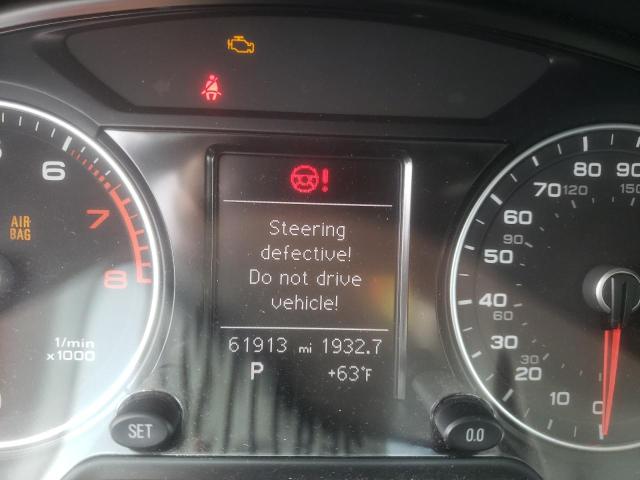 Steering
defective!
Do not drive
vehicle!
61913 mi 1932.7
P +63°F
AIR
BAG
6
7
8
1/min
x1000
SET
0.0
90
80
70
60
50
40
30
20
10
0
120
90
60
30